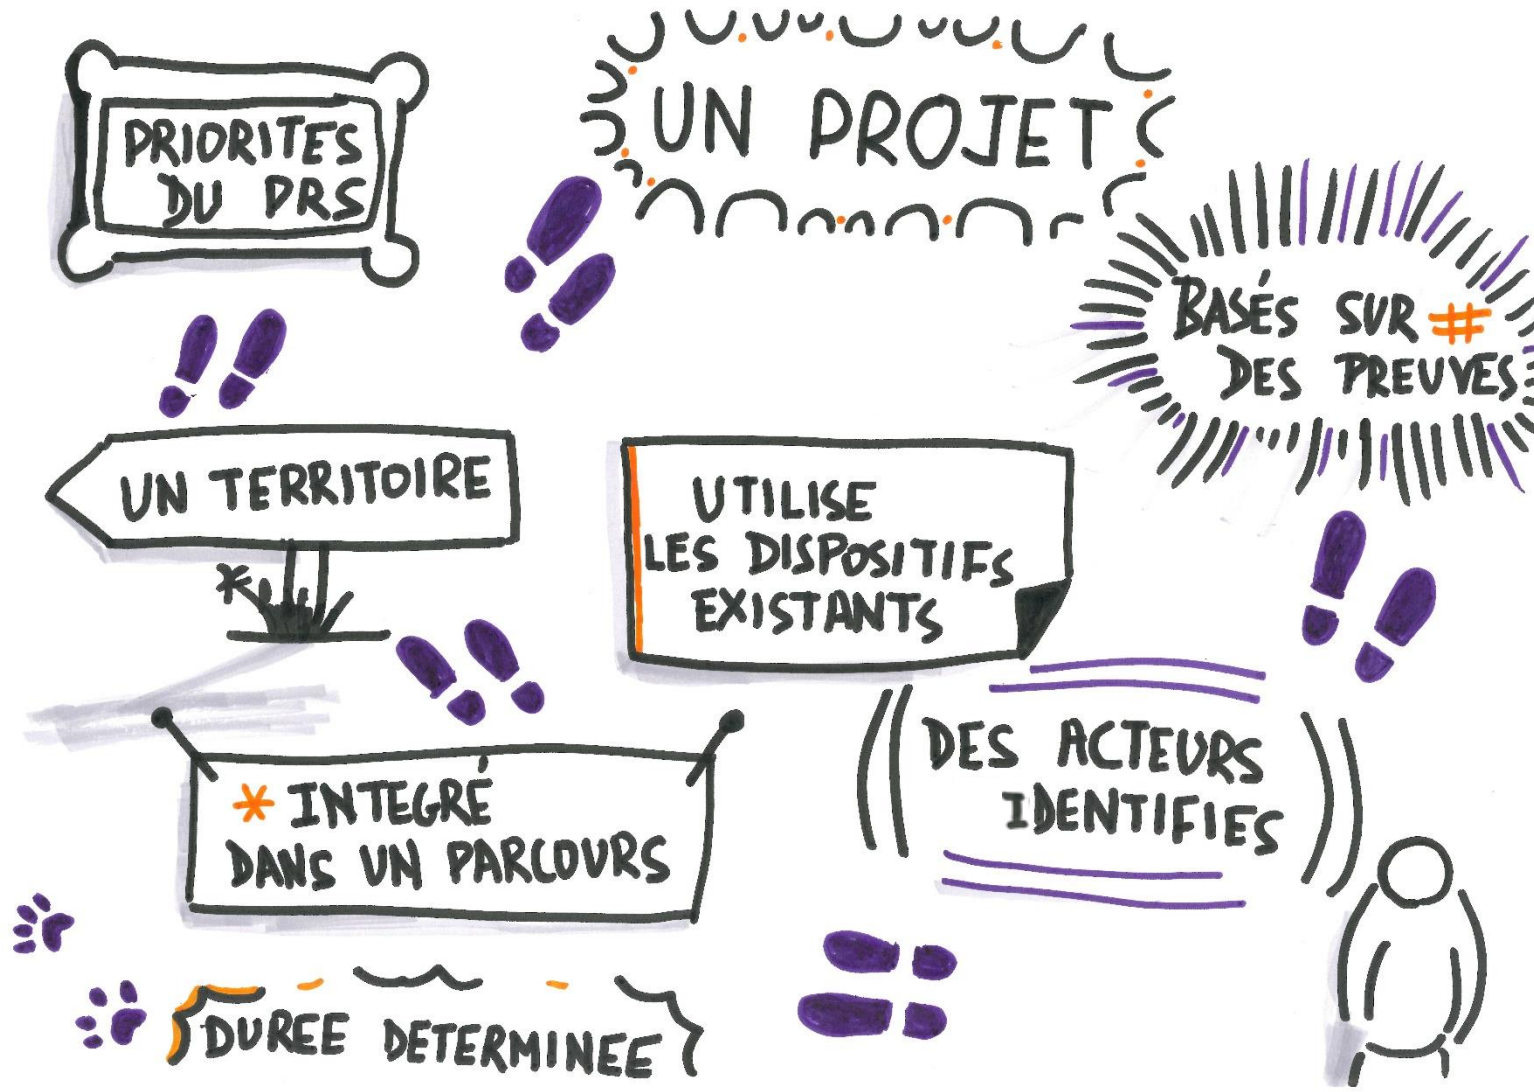 PRIORITES
DU PRS
UN PROJET
BASÉS SUR #
DES PREUVES
UN TERRITOIRE
UTILISE
LES DISPOSITIFS
EXISTANTS
DES ACTEURS
IDENTIFIES
* INTEGRÉ
DANS UN PARCOURS
DUREE DETERMINEE